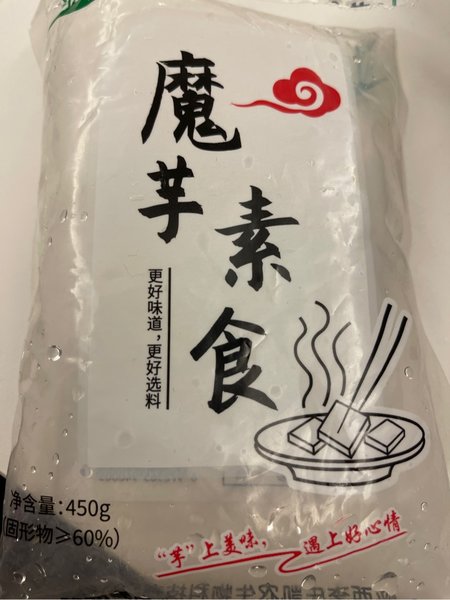 魔芋
素食
更好味道，更好选料
净含量:450g
(固形物≥60%)
“芋”上美味，遇上好心情